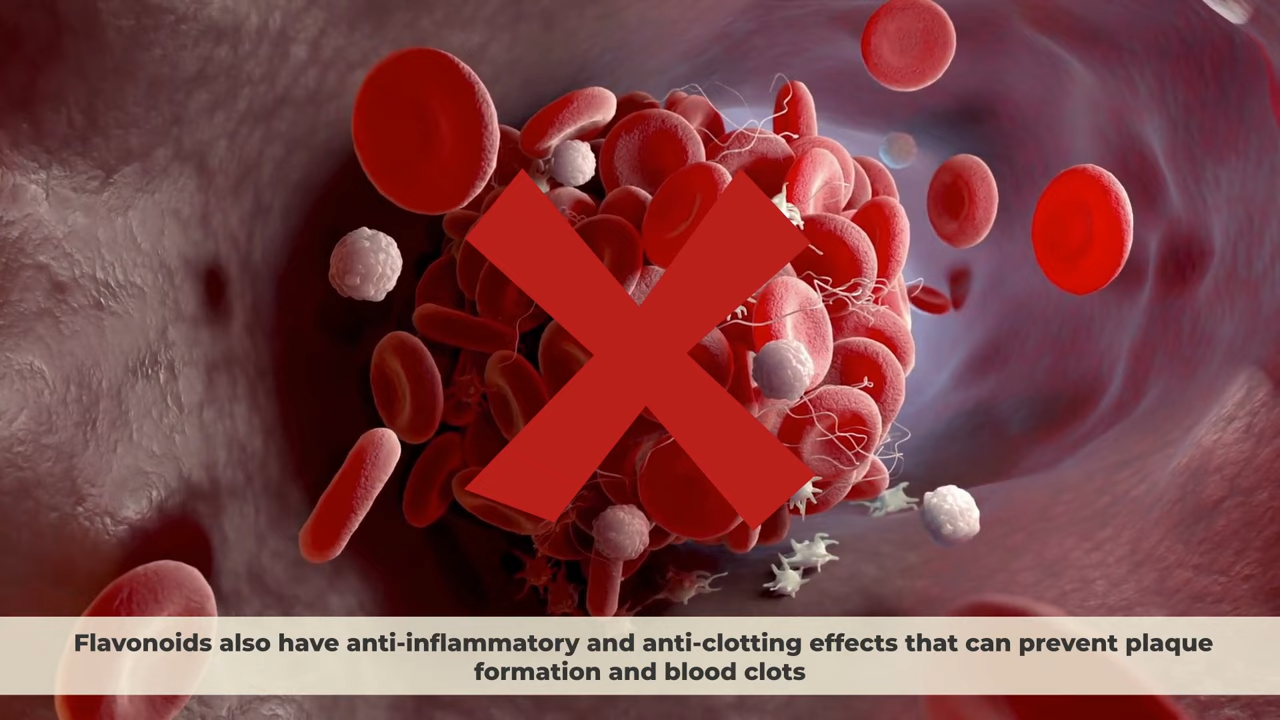 Flavonoids also have anti-inflammatory and anti-clotting effects that can prevent plaque
formation and blood clots